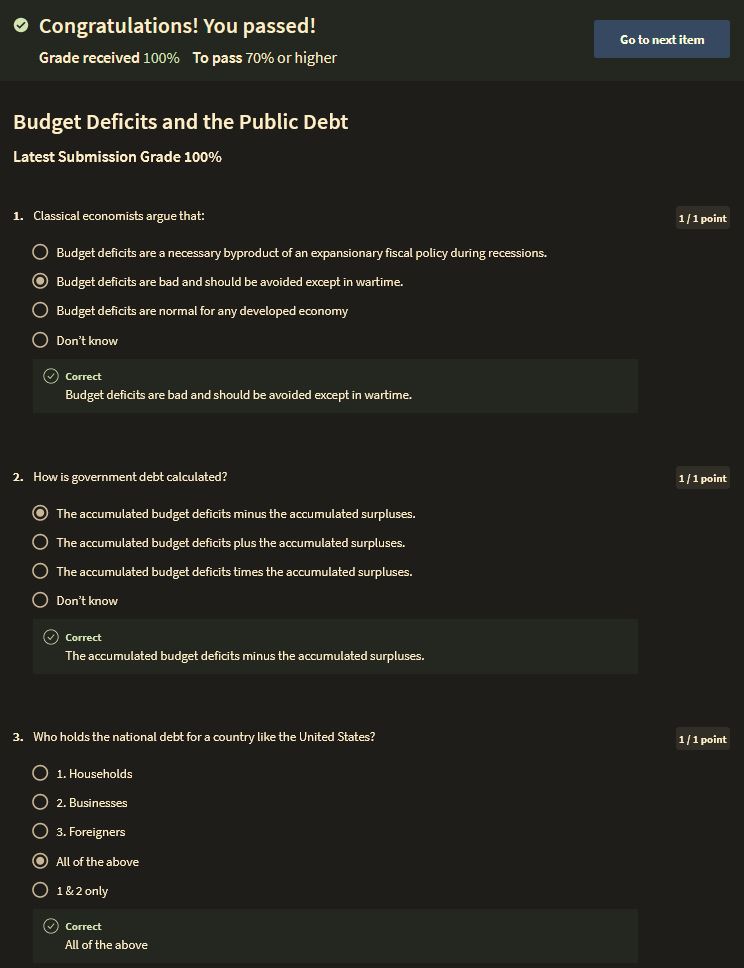 Congratulations! You passed!
Go to next item
Grade received 100% To pass 70% or higher
Budget Deficits and the Public Debt
Latest Submission Grade 100%
1. Classical economists argue that:
1 / 1 point
Budget deficits are a necessary byproduct of an expansionary fiscal policy during recessions.
Budget deficits are bad and should be avoided except in wartime.
Budget deficits are normal for any developed economy
Don't know
Correct
Budget deficits are bad and should be avoided except in wartime.
2. How is government debt calculated?
1 / 1 point
The accumulated budget deficits minus the accumulated surpluses.
The accumulated budget deficits plus the accumulated surpluses.
The accumulated budget deficits times the accumulated surpluses.
Don't know
Correct
The accumulated budget deficits minus the accumulated surpluses.
3. Who holds the national debt for a country like the United States?
1 / 1 point
1. Households
2. Businesses
3. Foreigners
All of the above
1 & 2 only
Correct
All of the above